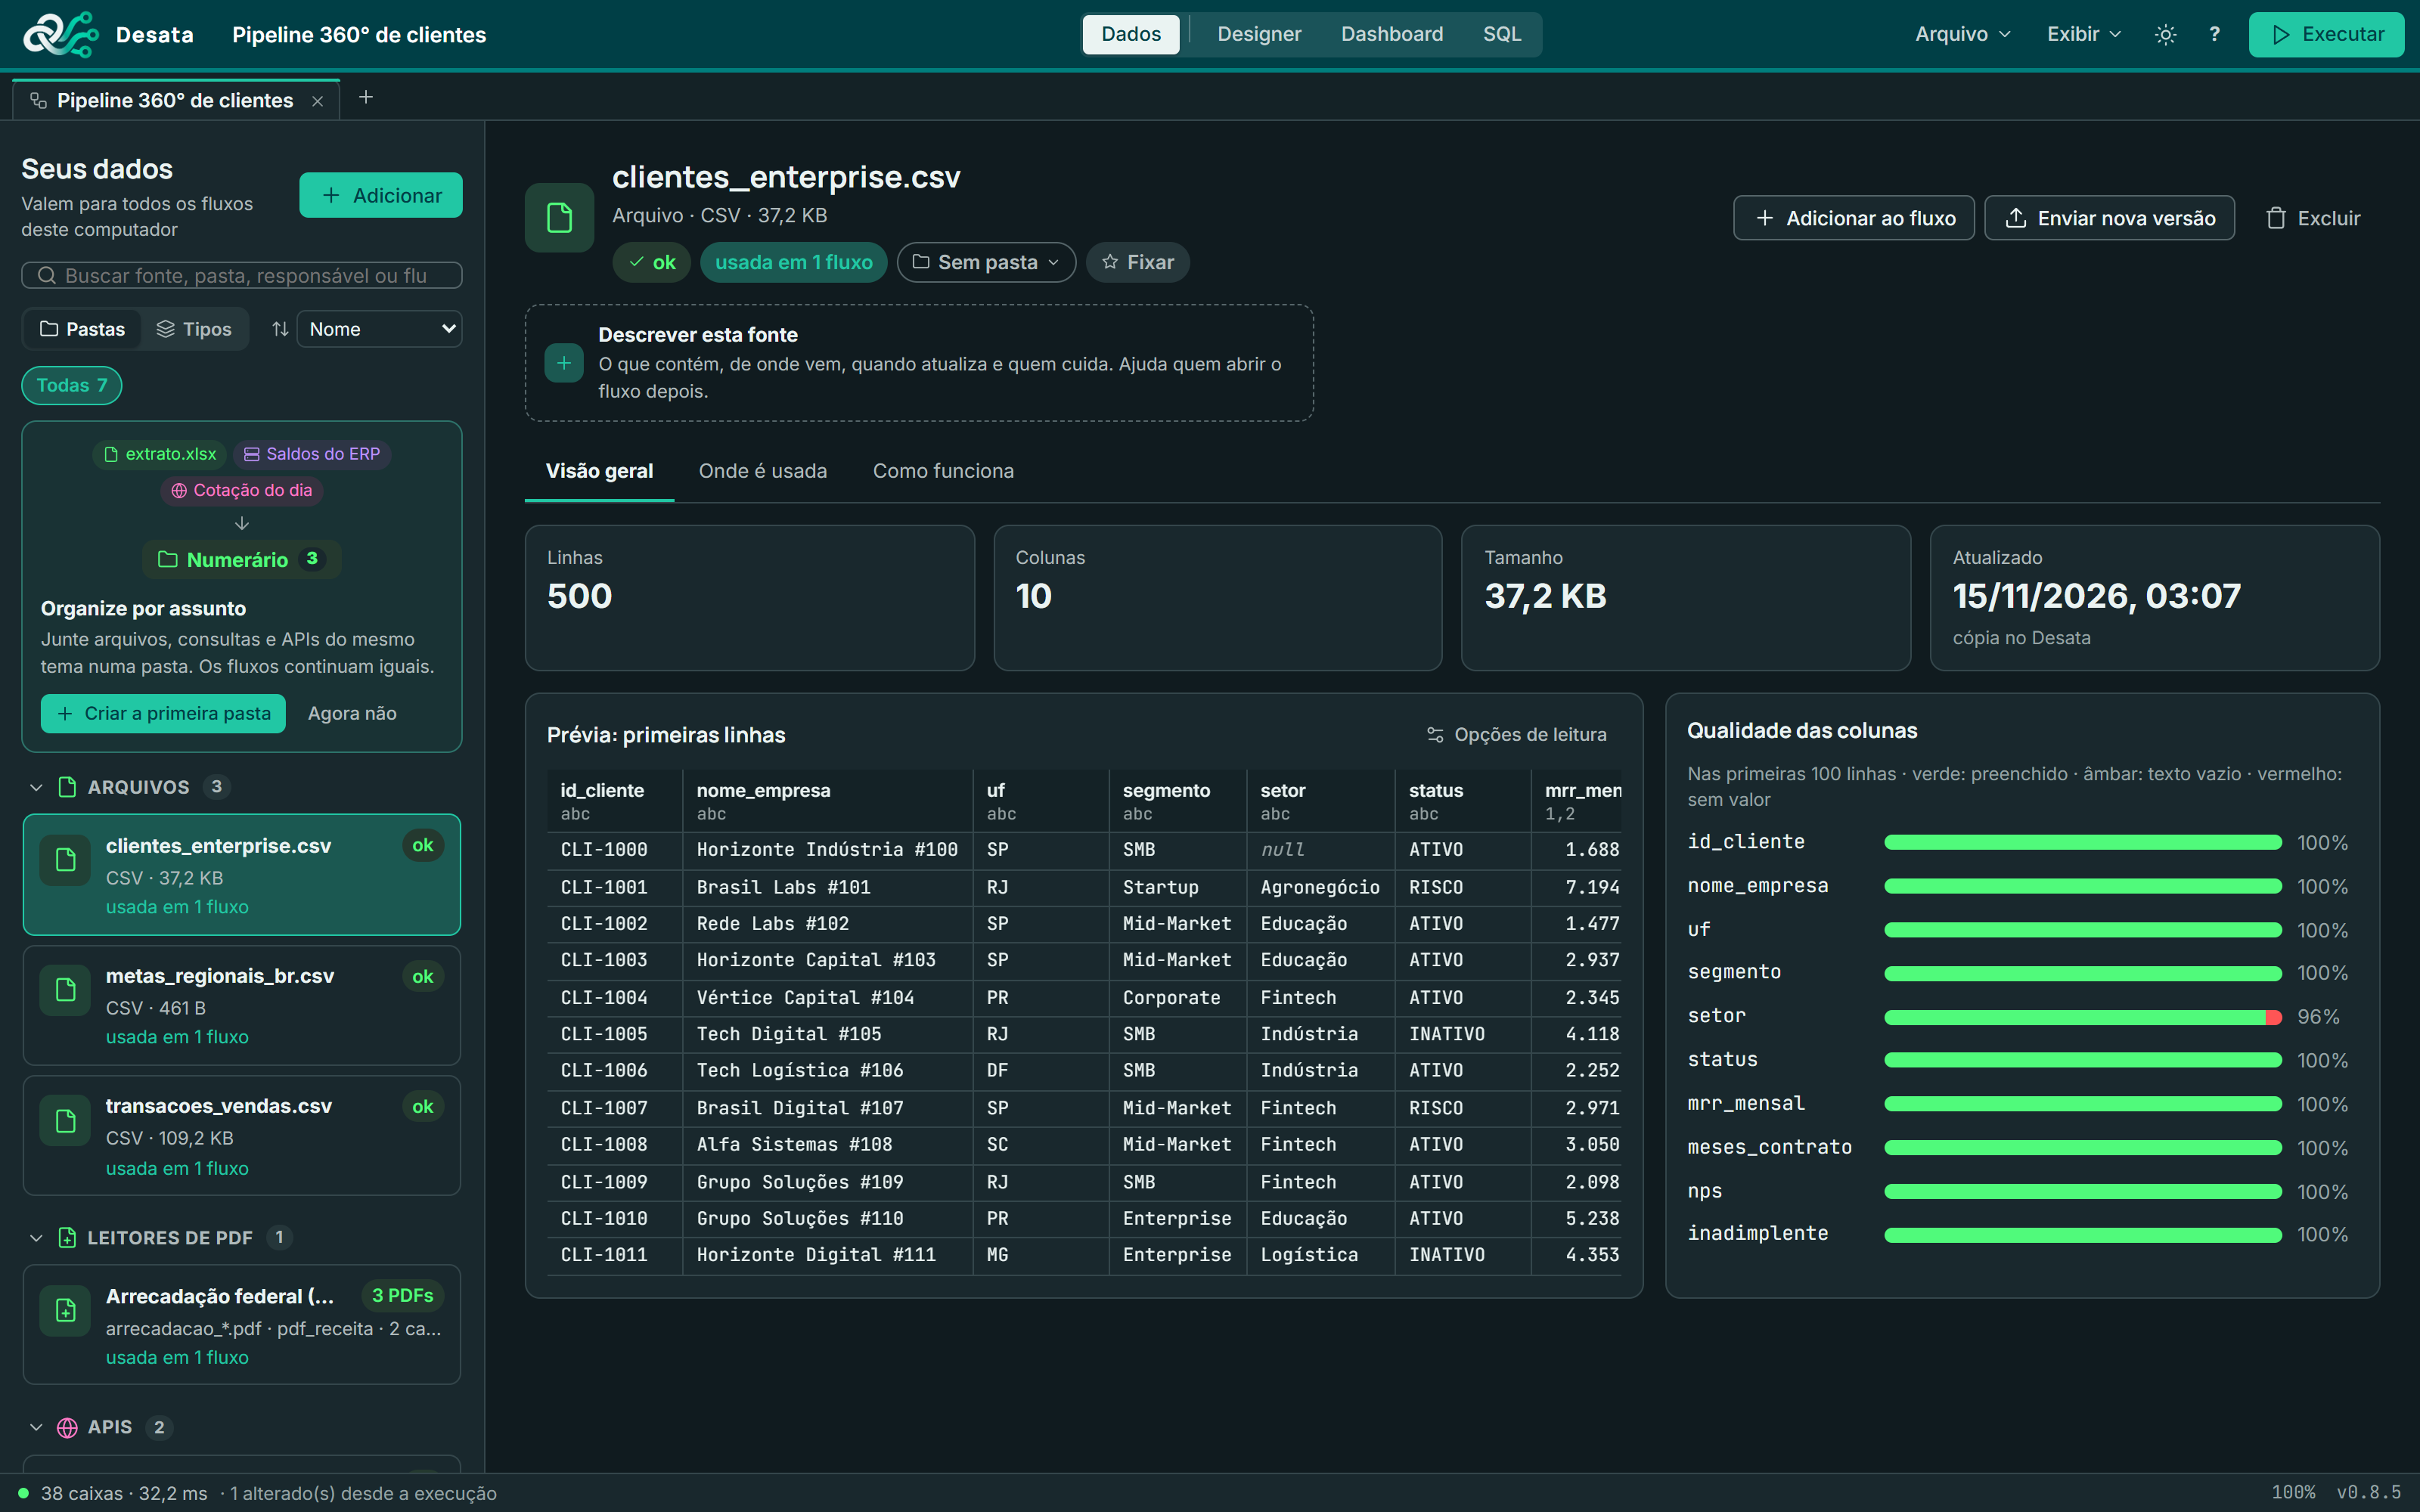 Desata
Pipeline 360° de clientes
Dados
Designer
Dashboard
SQL
Arquivo
Exibir
?
Executar
Pipeline 360° de clientes
Seus dados
Valem para todos os fluxos
deste computador
Adicionar
Buscar fonte, pasta, responsável ou flu
Pastas
Tipos
Nome
Todas 7
extrato.xlsx
Saldos do ERP
Cotação do dia
Numerário 3
Organize por assunto
Junte arquivos, consultas e APIs do mesmo
tema numa pasta. Os fluxos continuam iguais.
Criar a primeira pasta
Agora não
ARQUIVOS 3
clientes_enterprise.csv ok
CSV · 37,2 KB
usada em 1 fluxo
metas_regionais_br.csv ok
CSV · 461 B
usada em 1 fluxo
transacoes_vendas.csv ok
CSV · 109,2 KB
usada em 1 fluxo
LEITORES DE PDF 1
Arrecadação federal (... 3 PDFs
arrecadacao_*.pdf · pdf_receita · 2 ca...
usada em 1 fluxo
APIS 2
clientes_enterprise.csv
Arquivo · CSV · 37,2 KB
ok
usada em 1 fluxo
Sem pasta
Fixar
Adicionar ao fluxo
Enviar nova versão
Excluir
Descrever esta fonte
O que contém, de onde vem, quando atualiza e quem cuida. Ajuda quem abrir o
fluxo depois.
Visão geral
Onde é usada
Como funciona
Linhas
500
Colunas
10
Tamanho
37,2 KB
Atualizado
15/11/2026, 03:07
cópia no Desata
Prévia: primeiras linhas
Opções de leitura
id_cliente nome_empresa uf segmento setor status mrr_men
abc abc abc abc abc abc 1,2
CLI-1000 Horizonte Indústria #100 SP SMB null ATIVO 1.688
CLI-1001 Brasil Labs #101 RJ Startup Agronegócio RISCO 7.194
CLI-1002 Rede Labs #102 SP Mid-Market Educação ATIVO 1.477
CLI-1003 Horizonte Capital #103 SP Mid-Market Educação ATIVO 2.937
CLI-1004 Vértice Capital #104 PR Corporate Fintech ATIVO 2.345
CLI-1005 Tech Digital #105 RJ SMB Indústria INATIVO 4.118
CLI-1006 Tech Logística #106 DF SMB Indústria ATIVO 2.252
CLI-1007 Brasil Digital #107 SP Mid-Market Fintech RISCO 2.971
CLI-1008 Alfa Sistemas #108 SC Mid-Market Fintech ATIVO 3.050
CLI-1009 Grupo Soluções #109 RJ SMB Fintech ATIVO 2.098
CLI-1010 Grupo Soluções #110 PR Enterprise Educação ATIVO 5.238
CLI-1011 Horizonte Digital #111 MG Enterprise Logística INATIVO 4.353
Qualidade das colunas
Nas primeiras 100 linhas · verde: preenchido · âmbar: texto vazio · vermelho:
sem valor
id_cliente 100%
nome_empresa 100%
uf 100%
segmento 100%
setor 96%
status 100%
mrr_mensal 100%
meses_contrato 100%
nps 100%
inadimplente 100%
38 caixas · 32,2 ms · 1 alterado(s) desde a execução
100% v0.8.5